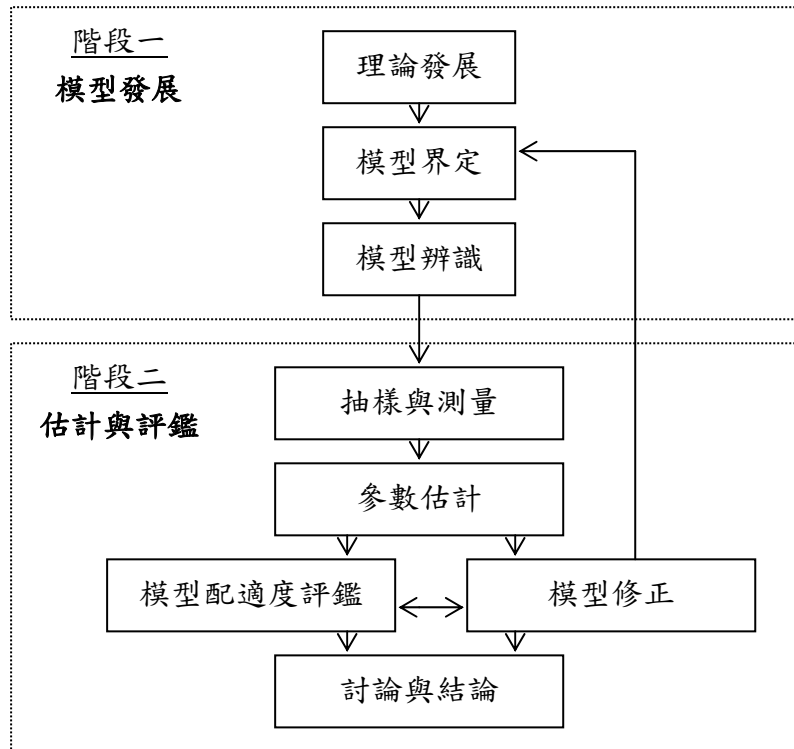 階段一
模型發展
理論發展
模型界定
模型辨識
階段二
估計與評鑑
抽樣與測量
參數估計
模型配適度評鑑
模型修正
討論與結論